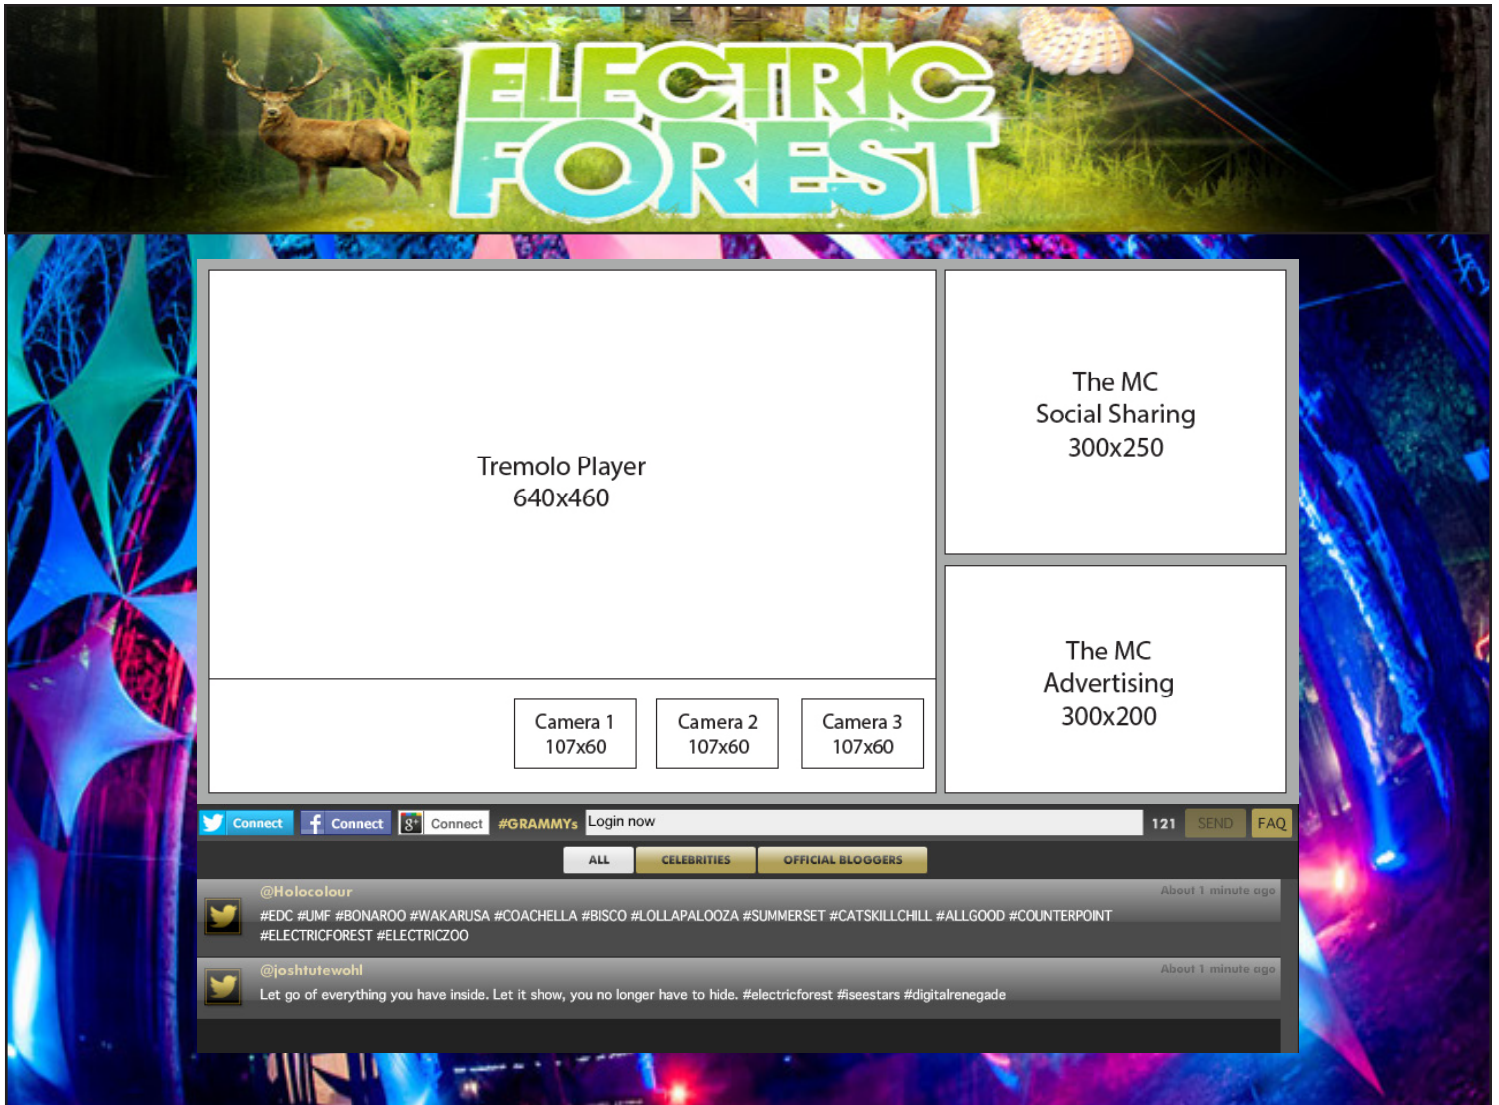 ELECTRIC
FOREST
Tremolo Player
640x460
The MC
Social Sharing
300x250
The MC
Advertising
300x200
Camera 1
107x60
Camera 2
107x60
Camera 3
107x60
Connect
Connect
g+ Connect
#GRAMMYs
Login now
121
SEND
FAQ
ALL
CELEBRITIES
OFFICIAL BLOGGERS
@Holocolour
About 1 minute ago
#EDC #UMF #BONAROO #WAKARUSA #COACHELLA #BISCO #LOLLAPALOOZA #SUMMERSET #CATSKILLCHILL #ALLGOOD #COUNTERPOINT
#ELECTRICFOREST #ELECTRICZOO
@joshtutewohl
About 1 minute ago
Let go of everything you have inside. Let it show, you no longer have to hide. #electricforest #iseestars #digitalrenegade